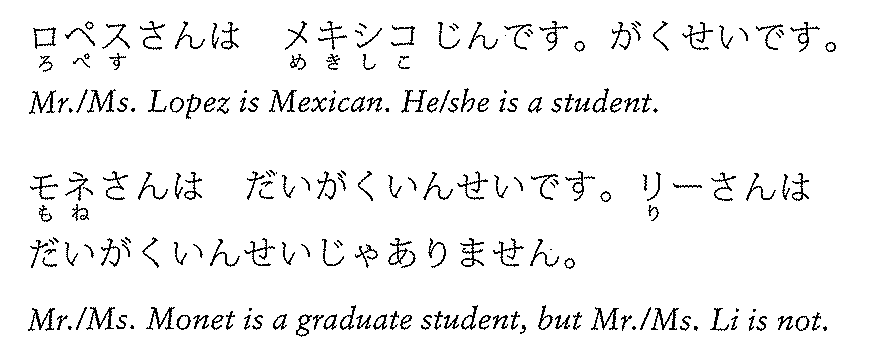 ロペスさんは　メキシコ じんです。がくせいです。
ろ ぺ す　め き し こ
Mr./Ms. Lopez is Mexican. He/she is a student.
モネさんは　だいがくいんせいです。リーさんは
も ね　り
だいがくいんせいじゃありません。
Mr./Ms. Monet is a graduate student, but Mr./Ms. Li is not.